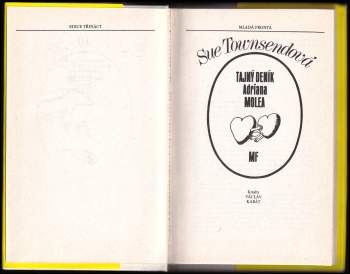 EDICE TŘINÁCT
MLADÁ FRONTA
Sue Townsendová
TAJNÝ DENÍK
Adriana
MOLEA
MF
Kresby
VÁCLAV
KABÁT